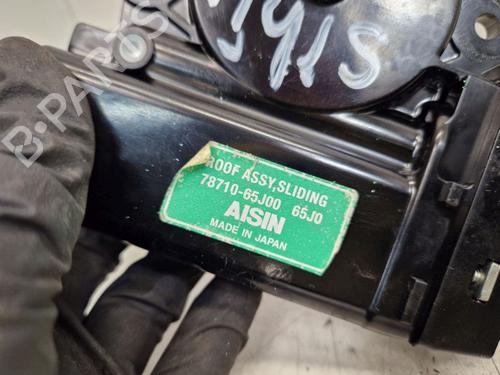 B-PARTS
ROOF ASSY,SLIDING
78710-65J00 65J0
AISIN
MADE IN JAPAN